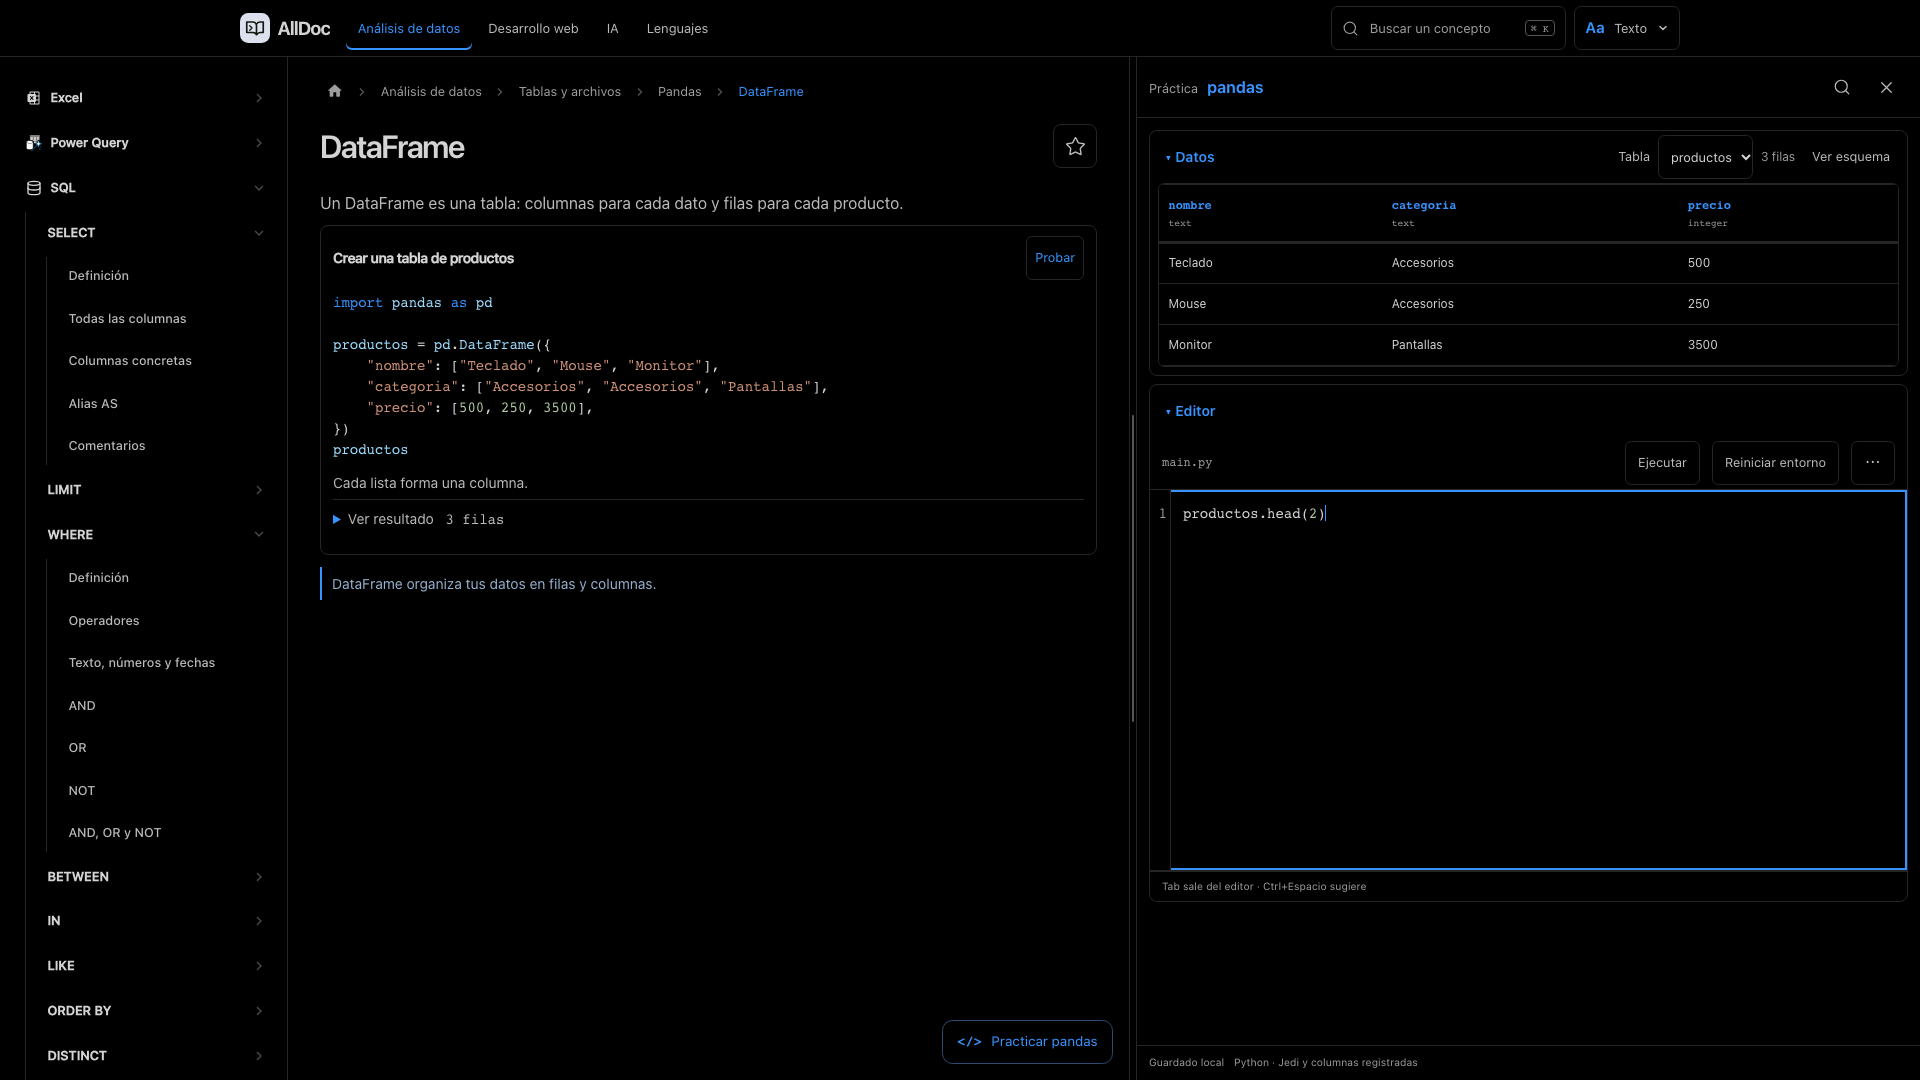 AllDoc
Análisis de datos
Desarrollo web
IA
Lenguajes
Buscar un concepto
⌘ K
Aa Texto
Excel
Power Query
SQL
SELECT
Definición
Todas las columnas
Columnas concretas
Alias AS
Comentarios
LIMIT
WHERE
Definición
Operadores
Texto, números y fechas
AND
OR
NOT
AND, OR y NOT
BETWEEN
IN
LIKE
ORDER BY
DISTINCT
Análisis de datos
Tablas y archivos
Pandas
DataFrame
DataFrame
Un DataFrame es una tabla: columnas para cada dato y filas para cada producto.
Crear una tabla de productos
Probar
import pandas as pd
productos = pd.DataFrame({
    "nombre": ["Teclado", "Mouse", "Monitor"],
    "categoria": ["Accesorios", "Accesorios", "Pantallas"],
    "precio": [500, 250, 3500],
})
productos
Cada lista forma una columna.
Ver resultado 3 filas
DataFrame organiza tus datos en filas y columnas.
</> Practicar pandas
Práctica pandas
Datos
Tabla productos 3 filas Ver esquema
nombre categoria precio
text text integer
Teclado Accesorios 500
Mouse Accesorios 250
Monitor Pantallas 3500
Editor
main.py
Ejecutar
Reiniciar entorno
···
1 productos.head(2)
Tab sale del editor · Ctrl+Espacio sugiere
Guardado local Python · Jedi y columnas registradas